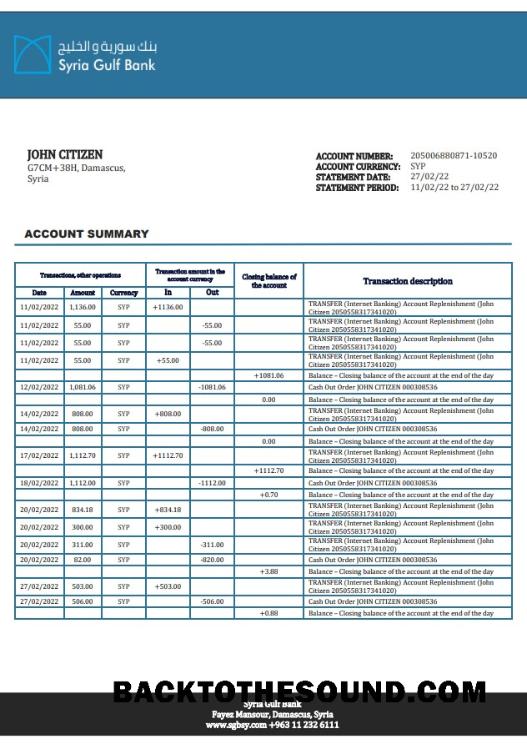 بنك سورية و الخليج
Syria Gulf Bank
JOHN CITIZEN
G7CM+38H, Damascus,
Syria
ACCOUNT NUMBER: 205006880871-10520
ACCOUNT CURRENCY: SYP
STATEMENT DATE: 27/02/22
STATEMENT PERIOD: 11/02/22 to 27/02/22
ACCOUNT SUMMARY
Transactions, other operations
Transaction amount in the account currency
Closing balance of the account
Transaction description
Date Amount Currency In Out
11/02/2022 1,136.00 SYP +1136.00 TRANSFER (Internet Banking) Account Replenishment (John
Citizen 2050558317341020)
11/02/2022 55.00 SYP -55.00 TRANSFER (Internet Banking) Account Replenishment (John
Citizen 2050558317341020)
11/02/2022 55.00 SYP -55.00 TRANSFER (Internet Banking) Account Replenishment (John
Citizen 2050558317341020)
11/02/2022 55.00 SYP +55.00 TRANSFER (Internet Banking) Account Replenishment (John
Citizen 2050558317341020)
+1081.06 Balance – Closing balance of the account at the end of the day
12/02/2022 1,081.06 SYP -1081.06 Cash Out Order JOHN CITIZEN 000308536
0.00 Balance – Closing balance of the account at the end of the day
14/02/2022 808.00 SYP +808.00 TRANSFER (Internet Banking) Account Replenishment (John
Citizen 2050558317341020)
14/02/2022 808.00 SYP -808.00 Cash Out Order JOHN CITIZEN 000308536
0.00 Balance – Closing balance of the account at the end of the day
17/02/2022 1,112.70 SYP +1112.70 TRANSFER (Internet Banking) Account Replenishment (John
Citizen 2050558317341020)
+1112.70 Balance – Closing balance of the account at the end of the day
18/02/2022 1,112.00 SYP -1112.00 Cash Out Order JOHN CITIZEN 000308536
+0.70 Balance – Closing balance of the account at the end of the day
20/02/2022 834.18 SYP +834.18 TRANSFER (Internet Banking) Account Replenishment (John
Citizen 2050558317341020)
20/02/2022 300.00 SYP +300.00 TRANSFER (Internet Banking) Account Replenishment (John
Citizen 2050558317341020)
20/02/2022 311.00 SYP -311.00 TRANSFER (Internet Banking) Account Replenishment (John
Citizen 2050558317341020)
20/02/2022 82.00 SYP -820.00 Cash Out Order JOHN CITIZEN 000308536
+3.88 Balance – Closing balance of the account at the end of the day
27/02/2022 503.00 SYP +503.00 TRANSFER (Internet Banking) Account Replenishment (John
Citizen 2050558317341020)
27/02/2022 506.00 SYP -506.00 Cash Out Order JOHN CITIZEN 000308536
+0.88 Balance – Closing balance of the account at the end of the day
BACKTOTHESOUND.COM
Syria Gulf Bank
Fayez Mansour, Damascus, Syria
www.sgbsy.com +963 11 232 6111